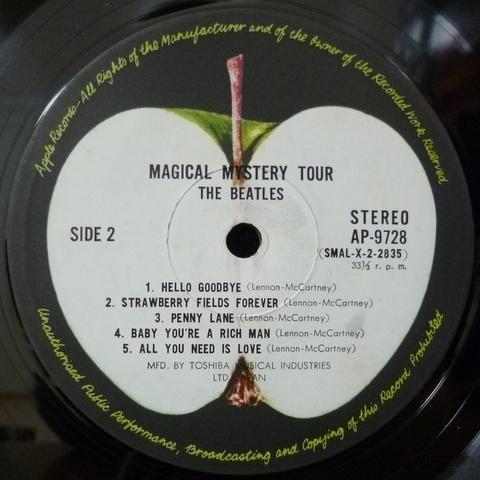 Apple Records-All Rights of the Manufacturer and of the Owner of the Recorded Work Reserved
MAGICAL MYSTERY TOUR
THE BEATLES
SIDE 2
STEREO
AP-9728
(SMAL-X-2-2835)
33⅓ r. p. m.
1. HELLO GOODBYE (Lennon-McCartney)
2. STRAWBERRY FIELDS FOREVER (Lennon-McCartney)
3. PENNY LANE (Lennon-McCartney)
4. BABY YOU'RE A RICH MAN (Lennon-McCartney)
5. ALL YOU NEED IS LOVE (Lennon-McCartney)
MFD. BY TOSHIBA MUSICAL INDUSTRIES
LTD. JAPAN
Unauthorised Public Performance, Broadcasting and Copying of this Record Prohibited